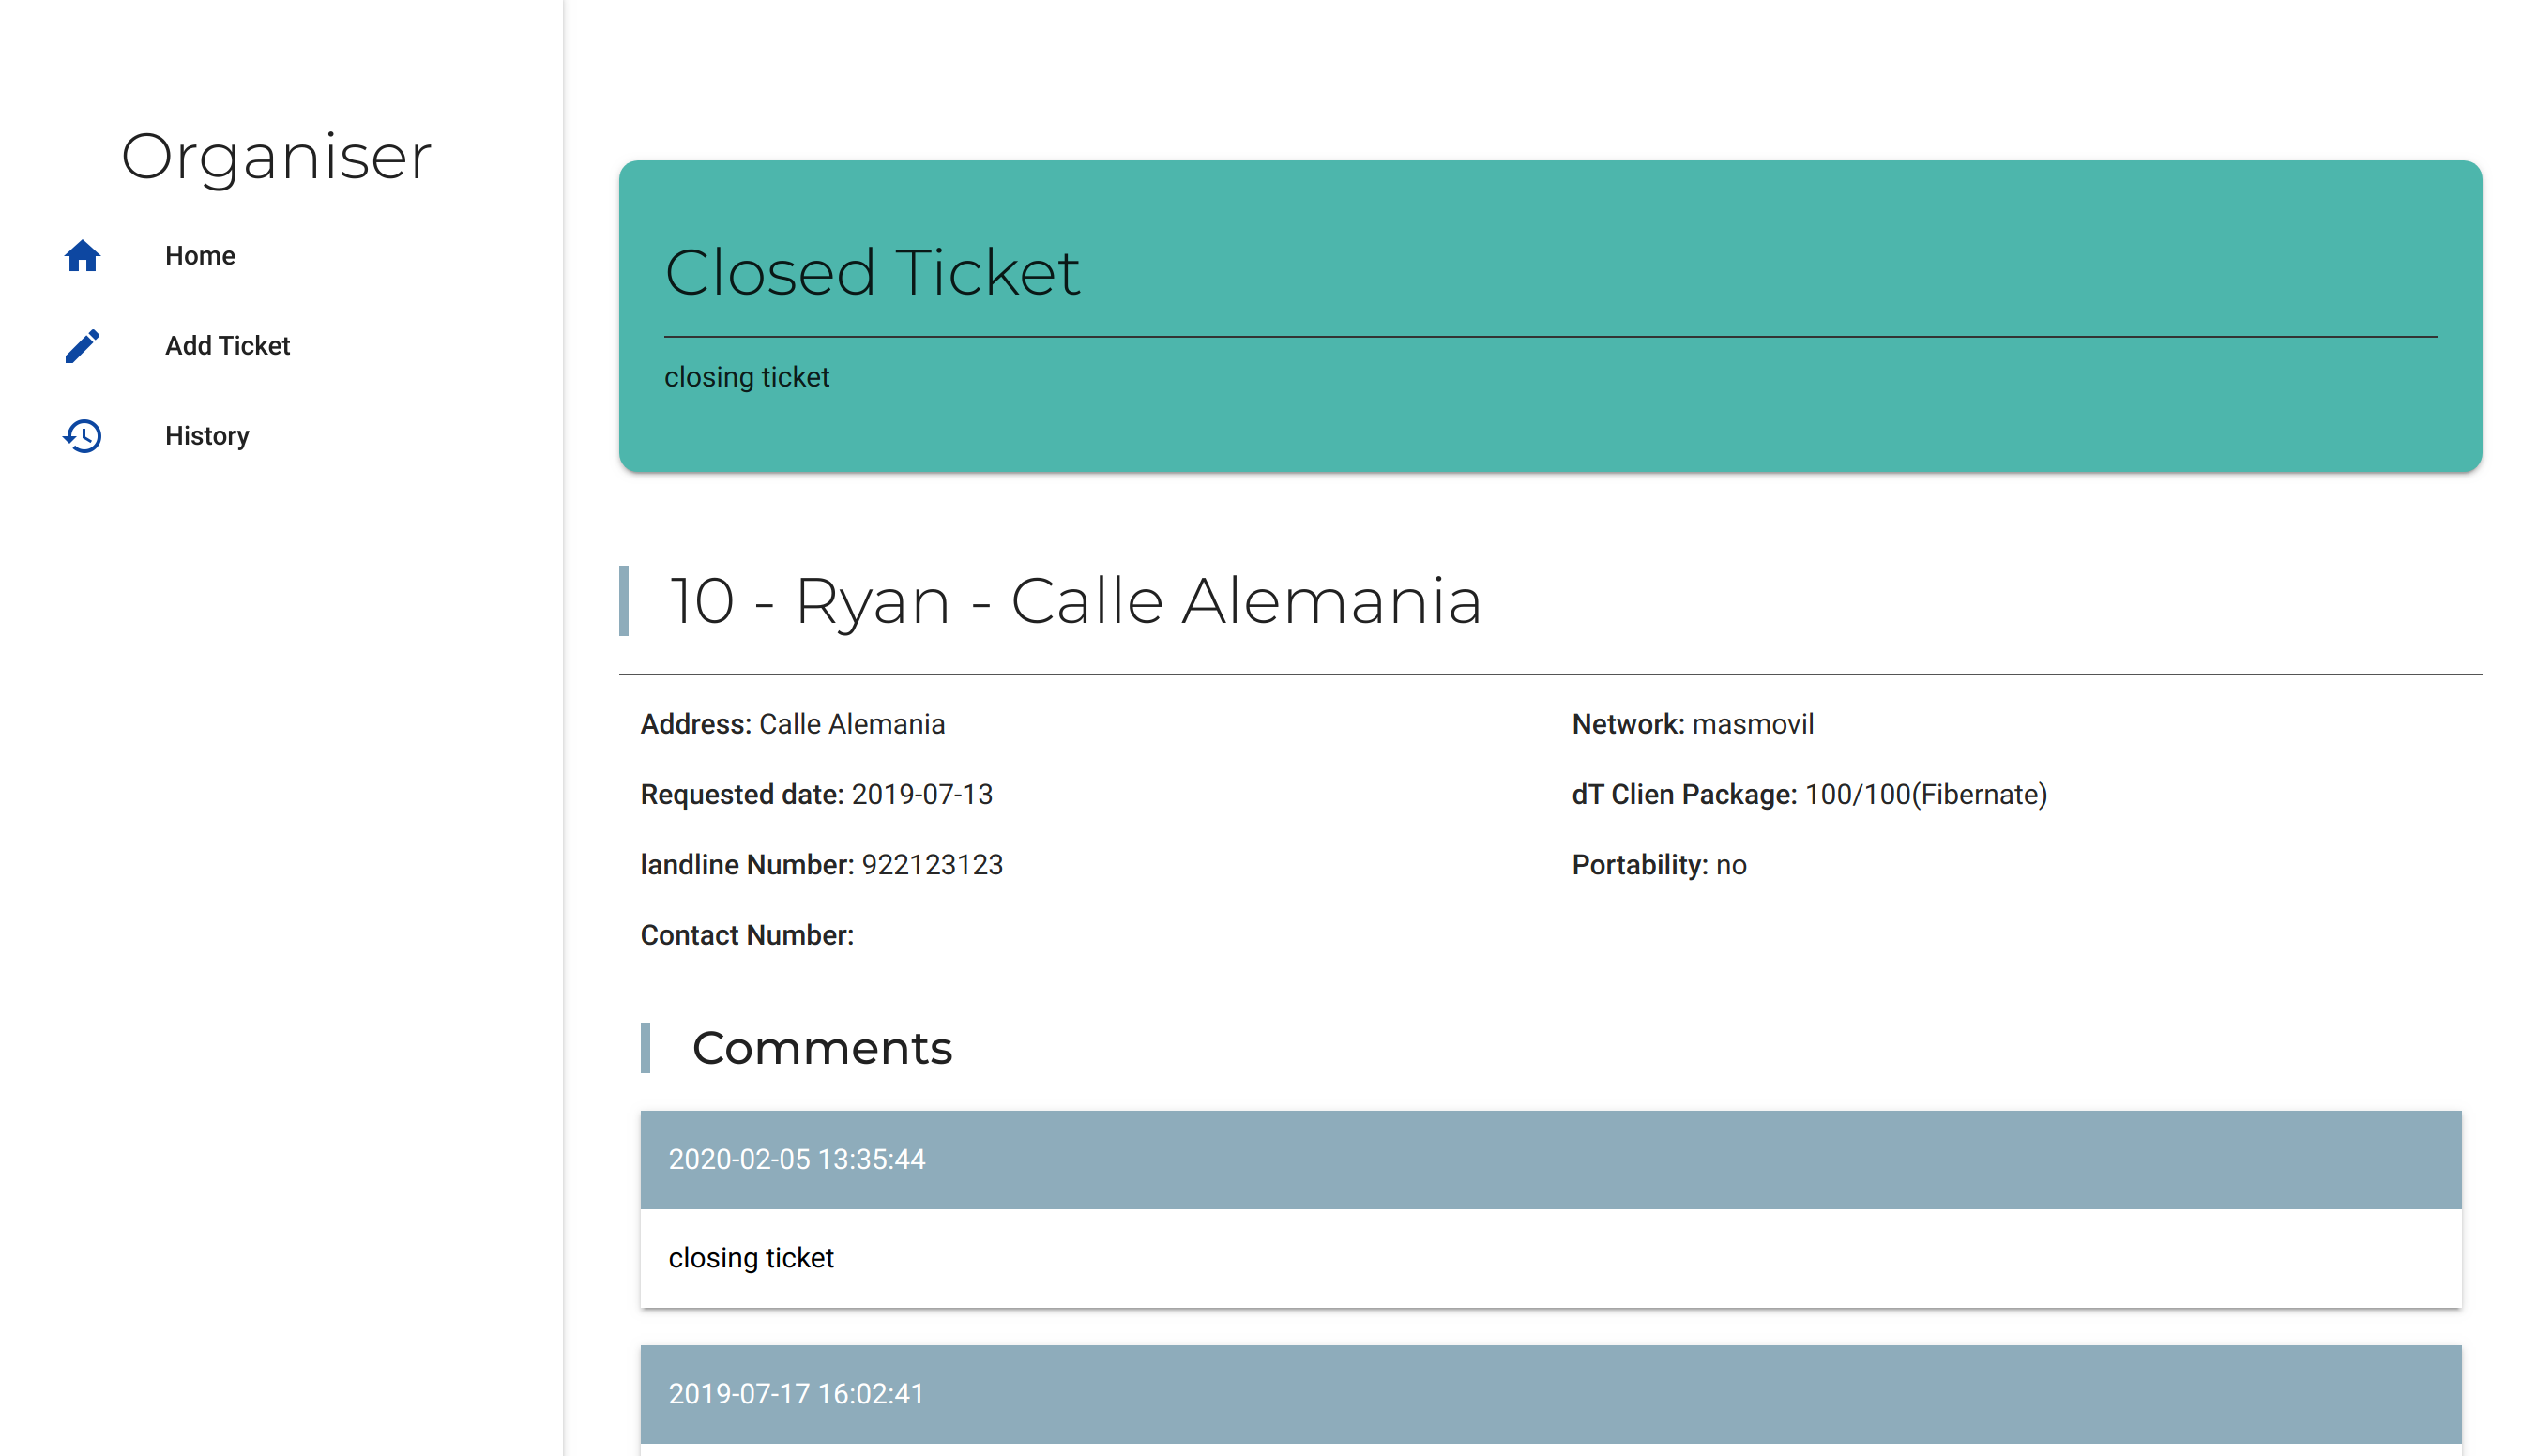 Organiser
Home
Add Ticket
History
Closed Ticket
closing ticket
10 - Ryan - Calle Alemania
Address: Calle Alemania
Network: masmovil
Requested date: 2019-07-13
dT Clien Package: 100/100(Fibernate)
landline Number: 922123123
Portability: no
Contact Number:
Comments
2020-02-05 13:35:44
closing ticket
2019-07-17 16:02:41